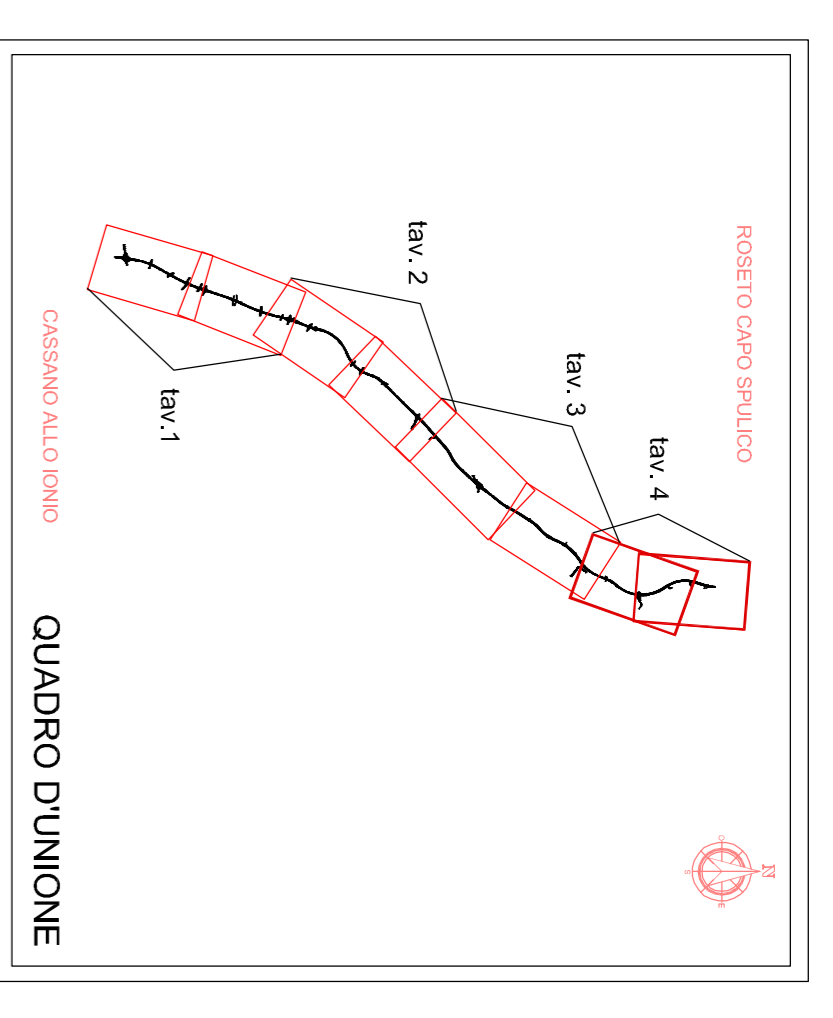 ROSETO CAPO SPULICO
tav. 4
tav. 3
tav. 2
tav.1
CASSANO ALLO IONIO
N
O
E
S
QUADRO D'UNIONE